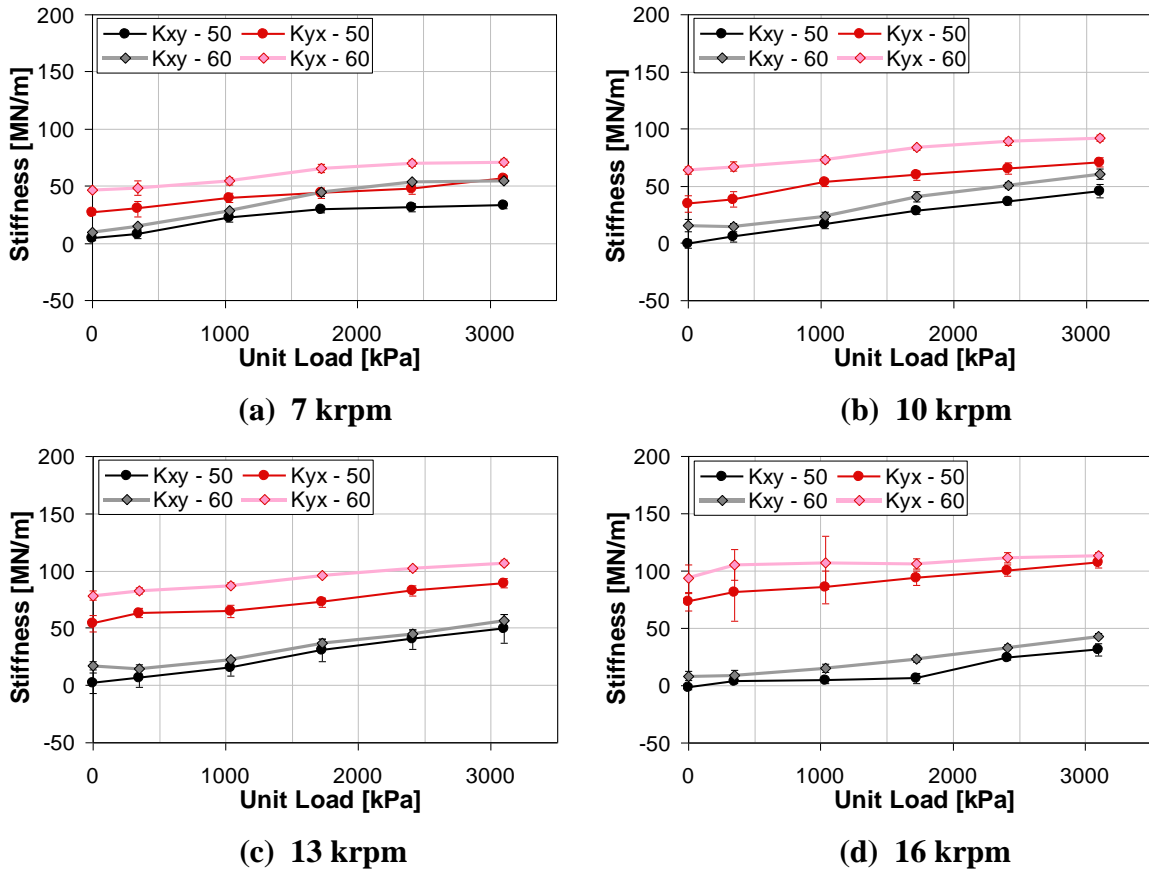 200
150
100
50
0
-50
Stiffness [MN/m]
Kxy - 50 Kyx - 50
Kxy - 60 Kyx - 60
0 1000 2000 3000
Unit Load [kPa]
(a) 7 krpm
200
150
100
50
0
-50
Stiffness [MN/m]
Kxy - 50 Kyx - 50
Kxy - 60 Kyx - 60
0 1000 2000 3000
Unit Load [kPa]
(b) 10 krpm
200
150
100
50
0
-50
Stiffness [MN/m]
Kxy - 50 Kyx - 50
Kxy - 60 Kyx - 60
0 1000 2000 3000
Unit Load [kPa]
(c) 13 krpm
200
150
100
50
0
-50
Stiffness [MN/m]
Kxy - 50 Kyx - 50
Kxy - 60 Kyx - 60
0 1000 2000 3000
Unit Load [kPa]
(d) 16 krpm